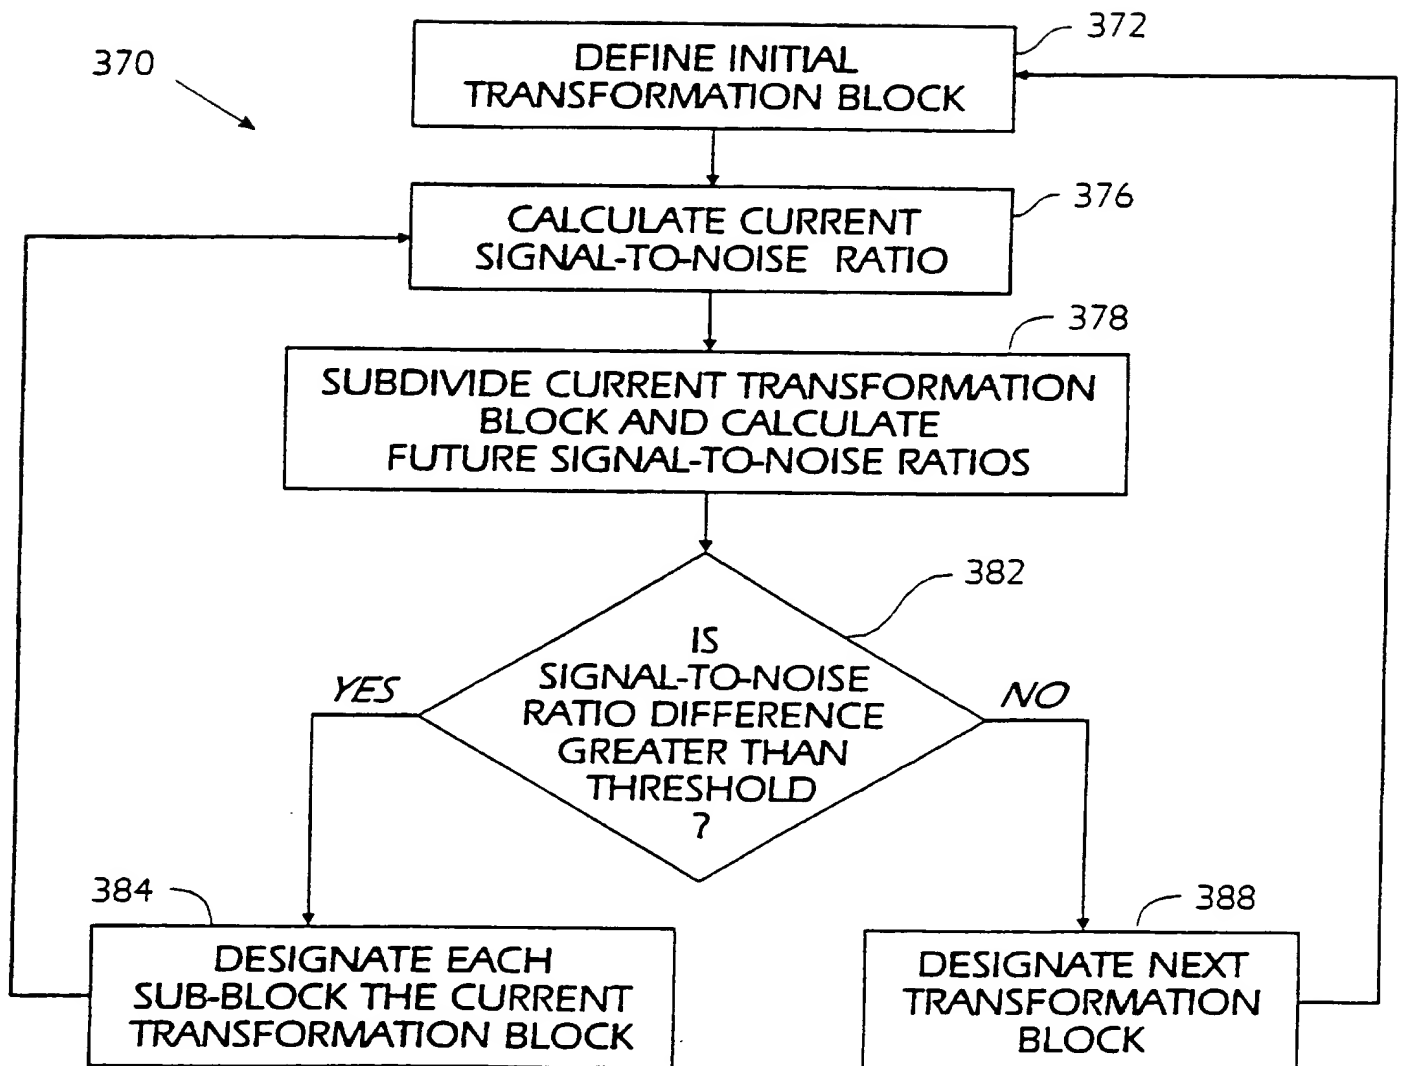 370
372
DEFINE INITIAL
TRANSFORMATION BLOCK
376
CALCULATE CURRENT
SIGNAL-TO-NOISE RATIO
378
SUBDIVIDE CURRENT TRANSFORMATION
BLOCK AND CALCULATE
FUTURE SIGNAL-TO-NOISE RATIOS
382
IS
SIGNAL-TO-NOISE
RATIO DIFFERENCE
GREATER THAN
THRESHOLD
?
YES
NO
384
DESIGNATE EACH
SUB-BLOCK THE CURRENT
TRANSFORMATION BLOCK
388
DESIGNATE NEXT
TRANSFORMATION
BLOCK